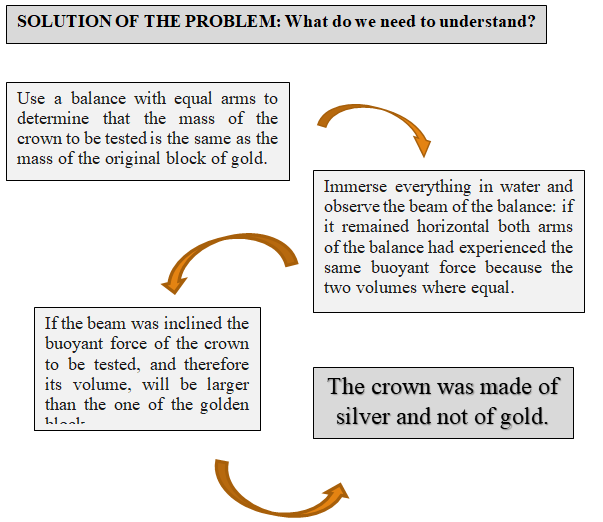 SOLUTION OF THE PROBLEM: What do we need to understand?
Use a balance with equal arms to
determine that the mass of the
crown to be tested is the same as the
mass of the original block of gold.
Immerse everything in water and
observe the beam of the balance: if
it remained horizontal both arms
of the balance had experienced the
same buoyant force because the
two volumes where equal.
If the beam was inclined the
buoyant force of the crown
to be tested, and therefore
its volume, will be larger
than the one of the golden
The crown was made of
silver and not of gold.